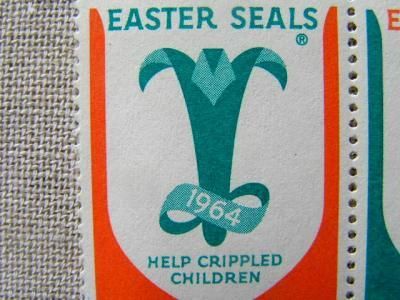 EASTER SEALS
®
1964
HELP CRIPPLED
CHILDREN
E